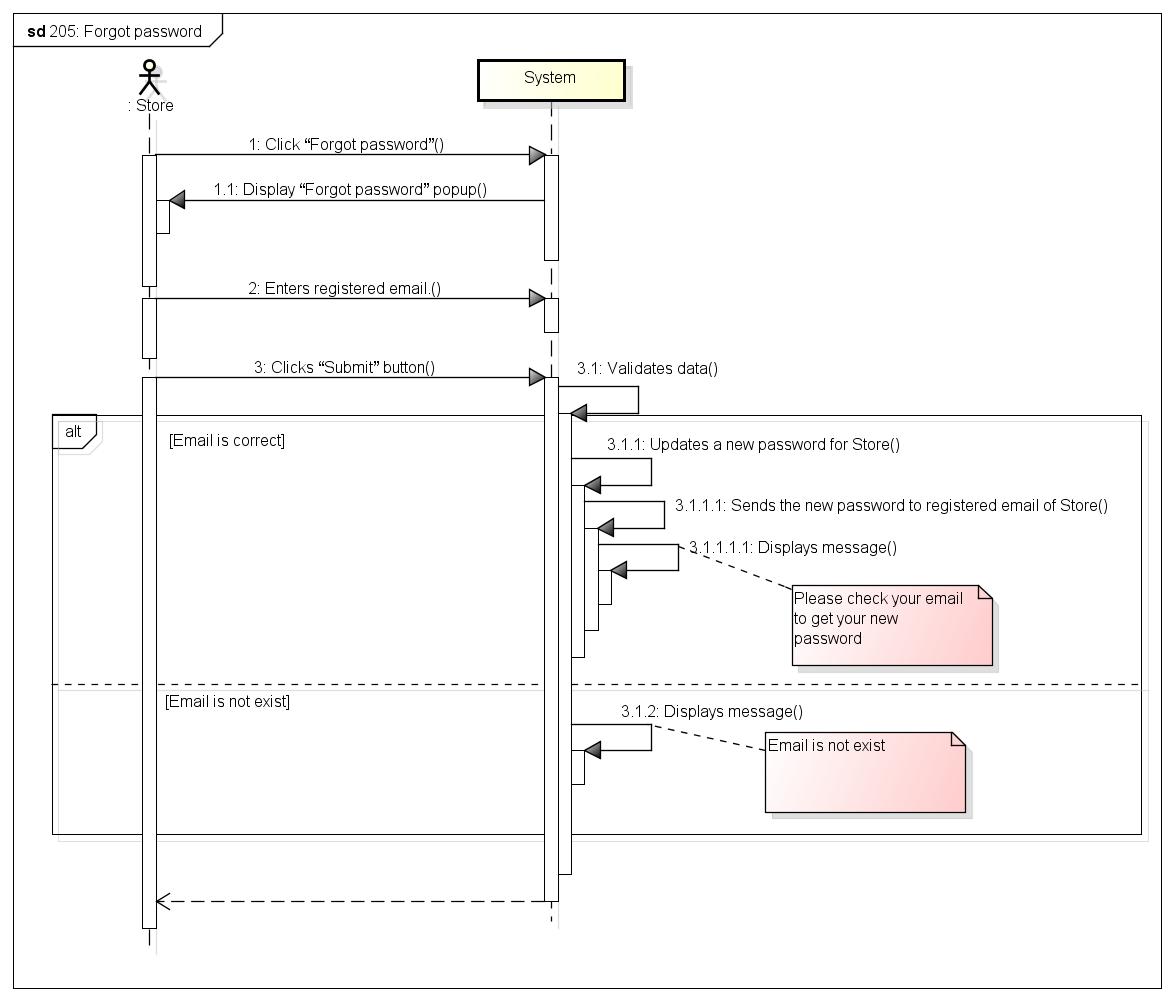 sd 205: Forgot password
: Store
System
1: Click “Forgot password”()
1.1: Display “Forgot password” popup()
2: Enters registered email.()
3: Clicks “Submit” button()
3.1: Validates data()
alt
[Email is correct]
3.1.1: Updates a new password for Store()
3.1.1.1: Sends the new password to registered email of Store()
3.1.1.1.1: Displays message()
Please check your email
to get your new
password
[Email is not exist]
3.1.2: Displays message()
Email is not exist